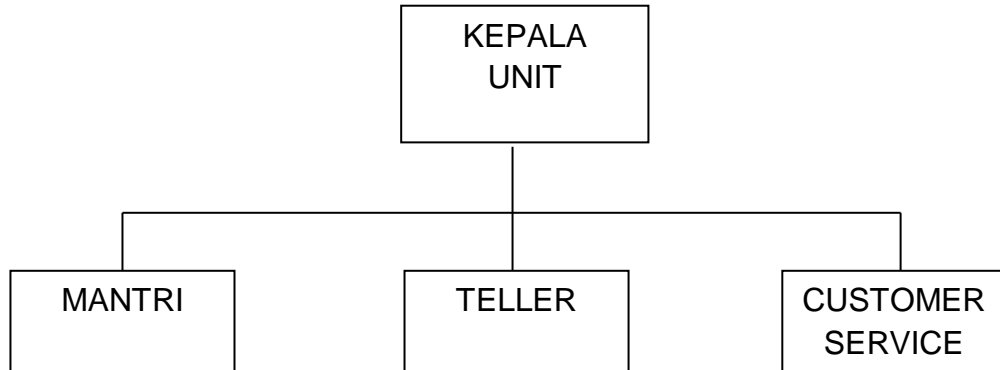 KEPALA
UNIT
MANTRI
TELLER
CUSTOMER
SERVICE